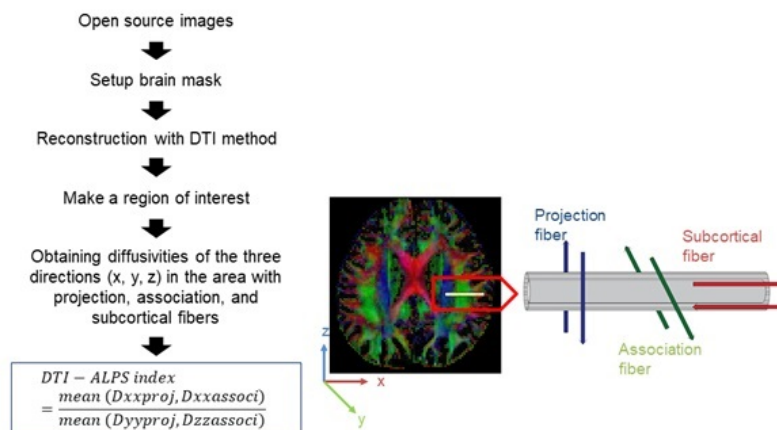 Open source images
Setup brain mask
Reconstruction with DTI method
Make a region of interest
Obtaining diffusivities of the three
directions (x, y, z) in the area with
projection, association, and
subcortical fibers
DTI − ALPS index
= mean (Dxxproj, Dxxassoci)
mean (Dyyproj, Dzzassoci)
z
x
y
Projection
fiber
Subcortical
fiber
Association
fiber